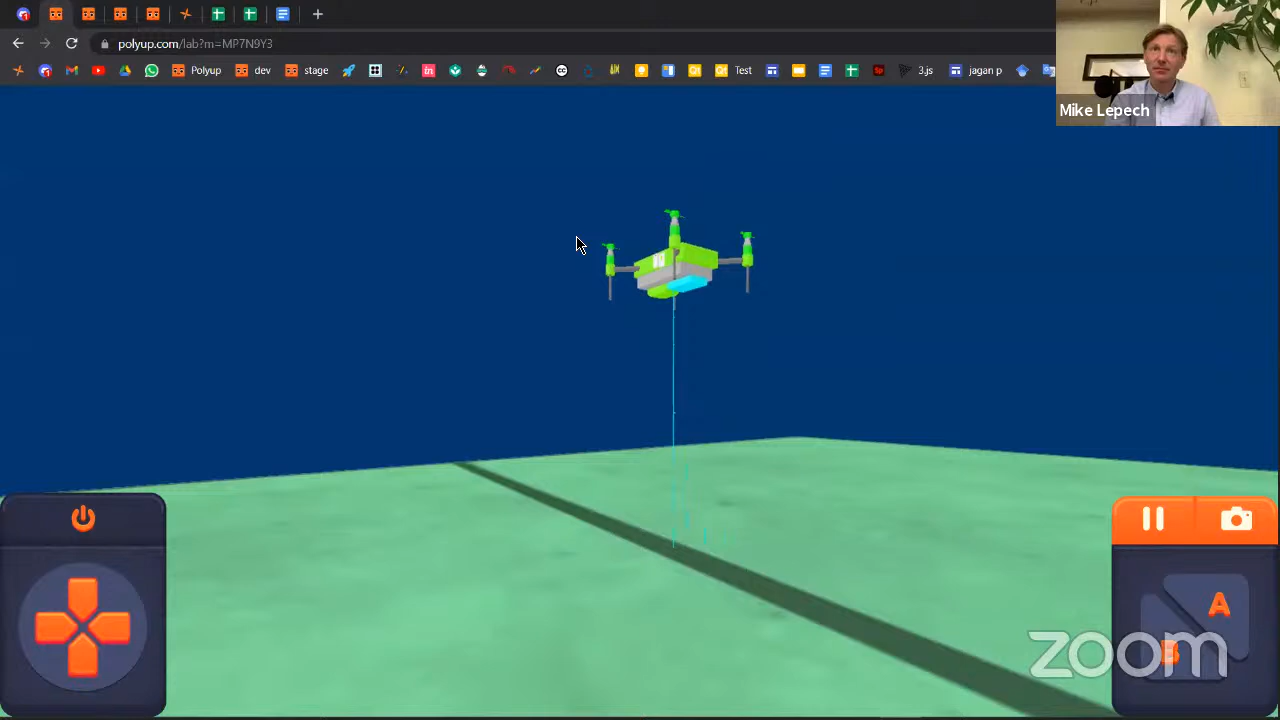 polyup.com/lab?m=MP7N9Y3
Polyup
dev
stage
Test
3.js
jagan p
Mike Lepech
A
B
zoom